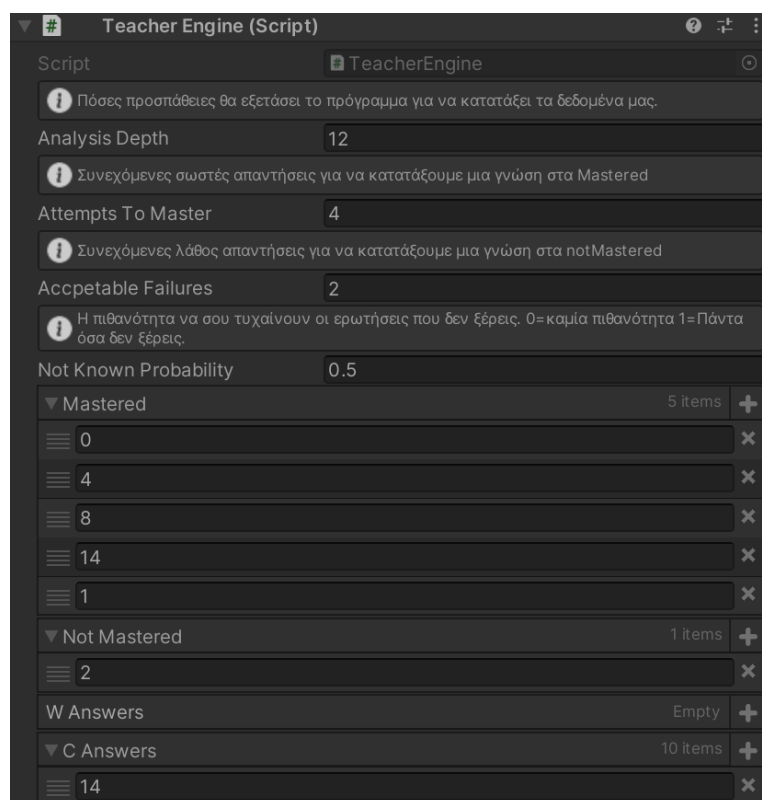 Teacher Engine (Script)
Script TeacherEngine
Πόσες προσπάθειες θα εξετάσει το πρόγραμμα για να κατατάξει τα δεδομένα μας.
Analysis Depth 12
Συνεχόμενες σωστές απαντήσεις για να κατατάξουμε μια γνώση στα Mastered
Attempts To Master 4
Συνεχόμενες λάθος απαντήσεις για να κατατάξουμε μια γνώση στα notMastered
Accpetable Failures 2
Η πιθανότητα να σου τυχαίνουν οι ερωτήσεις που δεν ξέρεις. 0=καμία πιθανότητα 1=Πάντα
όσα δεν ξέρεις.
Not Known Probability 0.5
Mastered 5 items
0
4
8
14
1
Not Mastered 1 items
2
W Answers Empty
C Answers 10 items
14